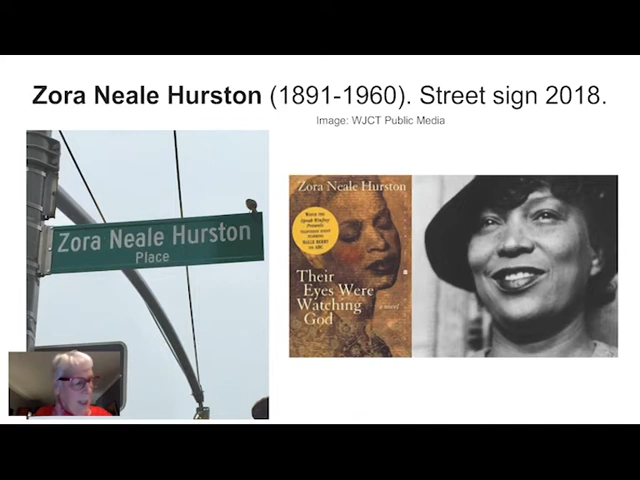 Zora Neale Hurston (1891-1960). Street sign 2018.
Image: WJCT Public Media
Zora Neale Hurston
Place
Zora Neale Hurston
Their
Eyes Were
Watching
God
a novel